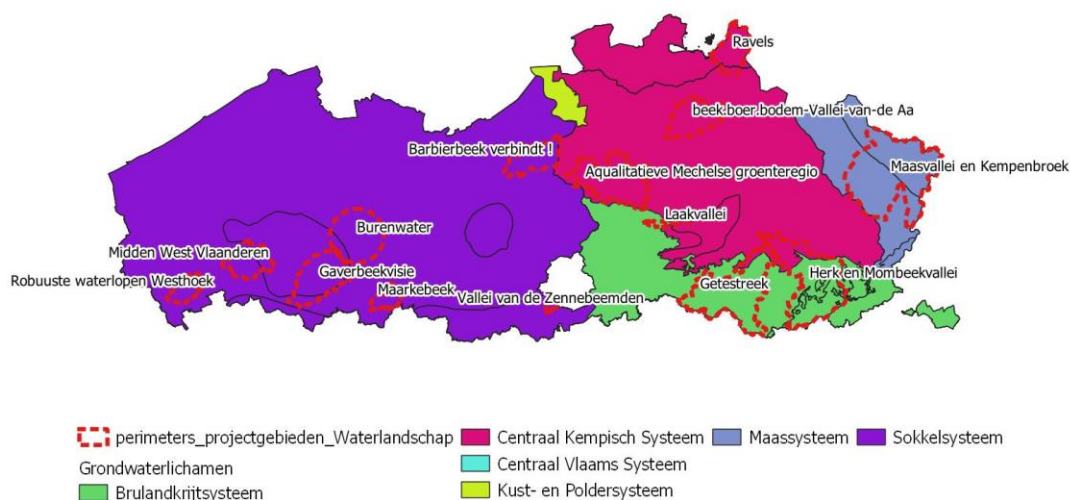 Ravels
beek.boer.bodem-Vallei-van-de Aa
Barbierbeek verbindt !
Aqualitatieve Mechelse groenteregio
Maasvallei en Kempenbroek
Laakvallei
Burenwater
Midden West Vlaanderen
Gaverbeekvisie
Herk en Mombeekvallei
Robuuste waterlopen Westhoek
Maarkebeek
Vallei van de Zennebeemden
Getestreek
perimeters_projectgebieden_Waterlandschap
Centraal Kempisch Systeem
Maassysteem
Sokkelsysteem
Grondwaterlichamen
Centraal Vlaams Systeem
Brulandkrijtsysteem
Kust- en Poldersysteem